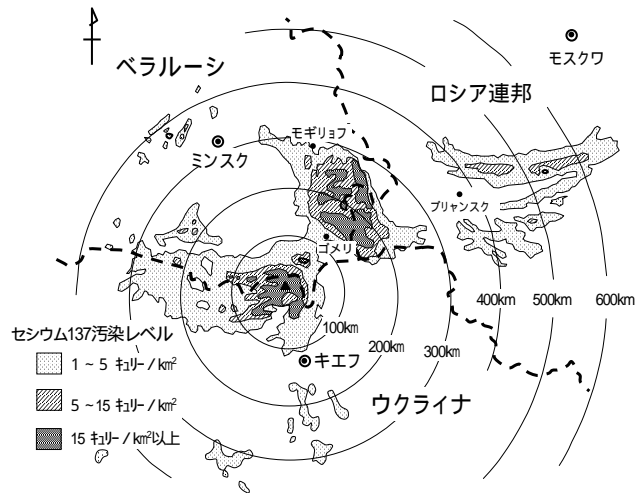 モスクワ
ベラルーシ
ロシア連邦
モギリョフ
ミンスク
ブリャンスク
ゴメリ
400km 500km 600km
100km
セシウム137汚染レベル
200km
300km
1～5 ｷｭﾘｰ/km²
キエフ
5～15 ｷｭﾘｰ/km²
ウクライナ
15 ｷｭﾘｰ/km²以上